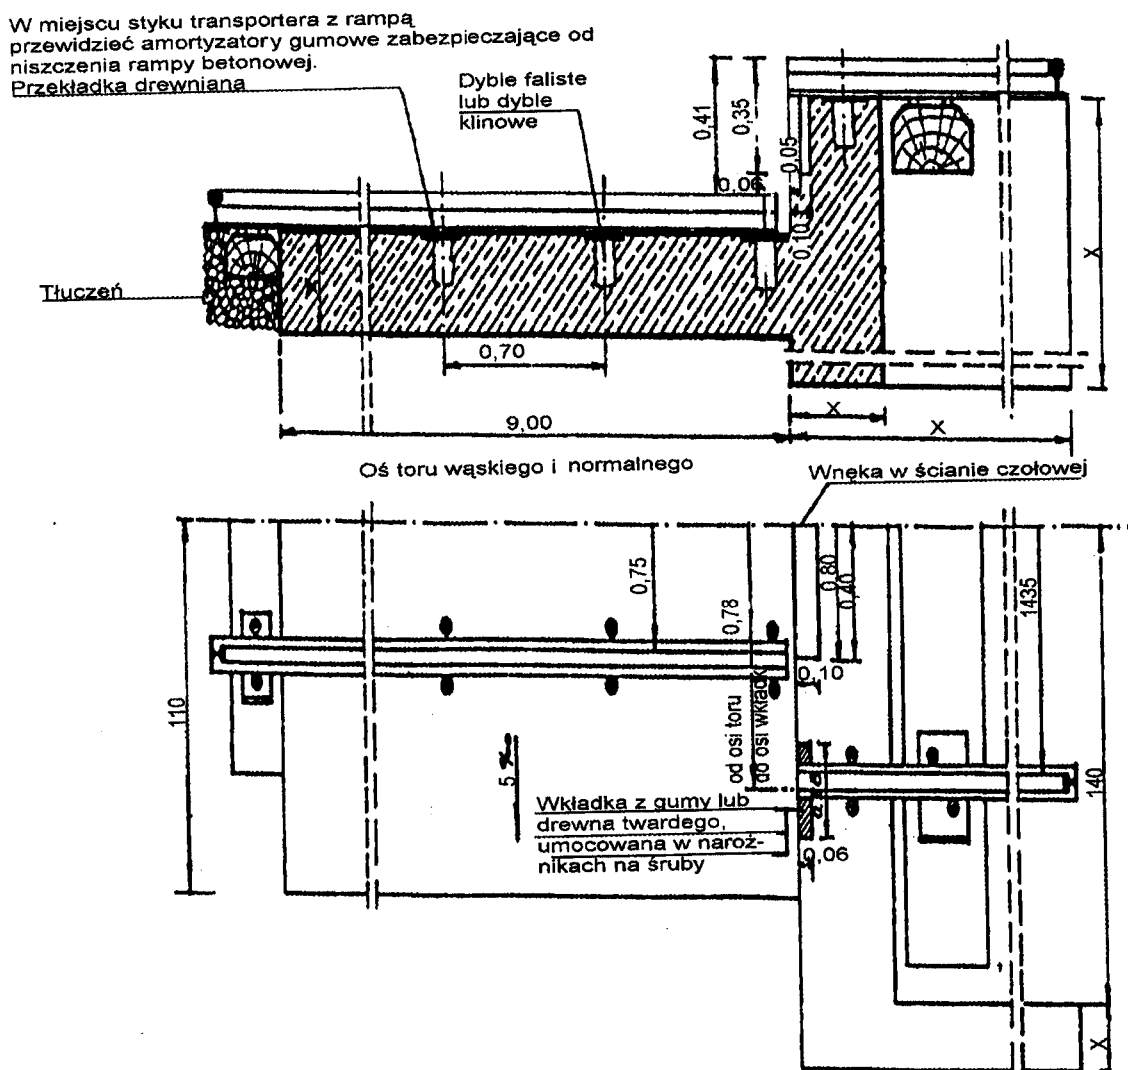 W miejscu styku transportera z rampą
przewidzieć amortyzatory gumowe zabezpieczające od
niszczenia rampy betonowej.
Przekładka drewniana
Dyble faliste
lub dyble
klinowe
0,41
0,35
0,05
0,06
0,10
X
Tłuczeń
0,70
9,00
X
X
Oś toru wąskiego i normalnego
Wnęka w ścianie czołowej
0,75
0,78
0,80
0,40
1435
0,10
110
od osi toru
do osi wkładk
140
5
Wkładka z gumy lub
drewna twardego,
umocowana w naroż-
nikach na śruby
a
a
0,06
X